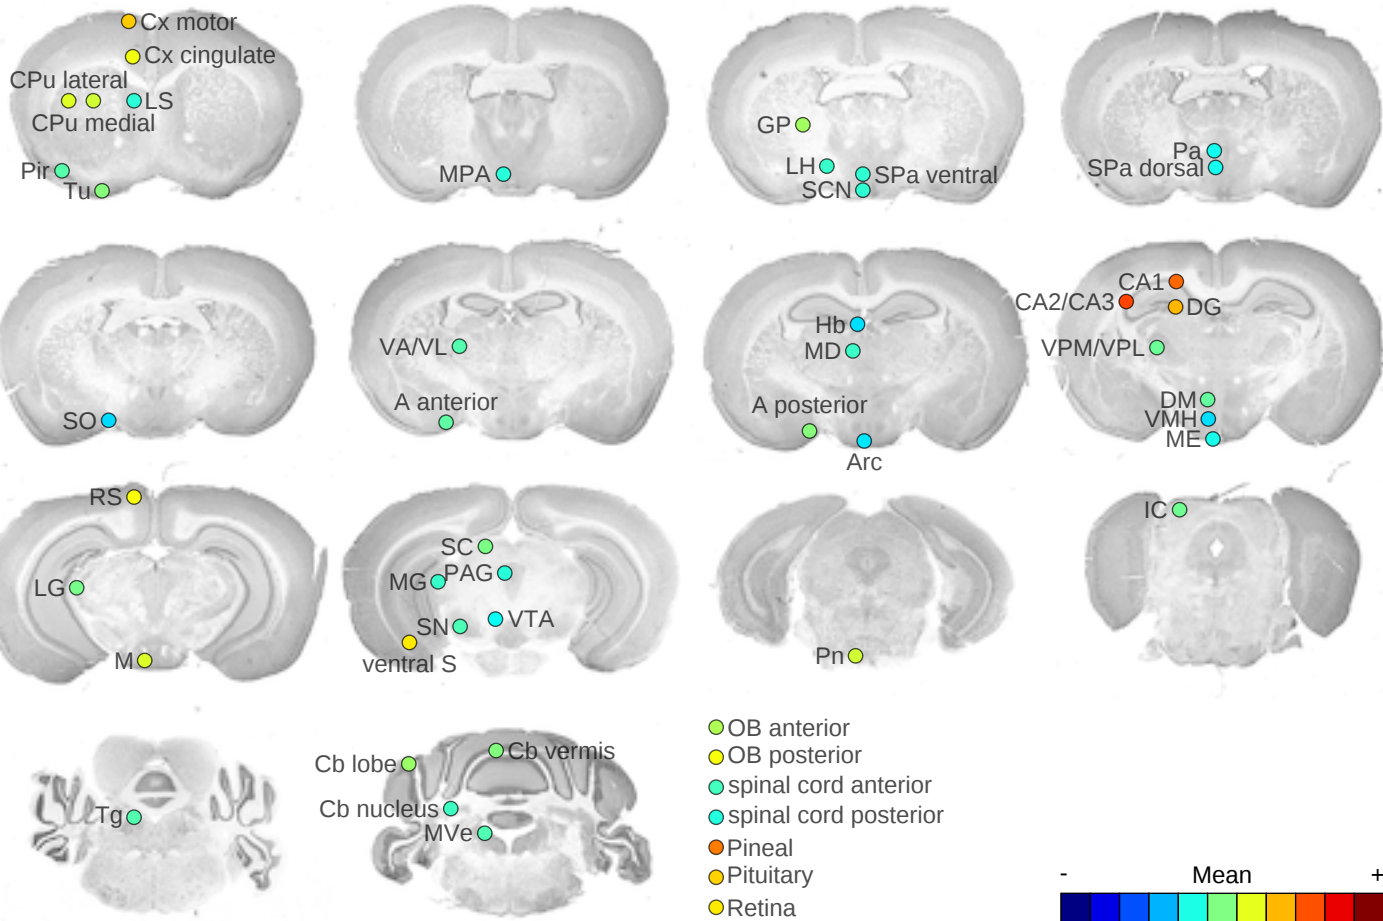 Cx motor
Cx cingulate
CPu lateral
LS
CPu medial
Pir
Tu
MPA
GP
LH
SPa ventral
SCN
Pa
SPa dorsal
SO
VA/VL
A anterior
Hb
MD
A posterior
Arc
CA1
CA2/CA3
DG
VPM/VPL
DM
VMH
ME
RS
LG
M
SC
PAG
MG
VTA
SN
ventral S
Pn
IC
Tg
Cb lobe
Cb vermis
Cb nucleus
MVe
OB anterior
OB posterior
spinal cord anterior
spinal cord posterior
Pineal
Pituitary
Retina
- Mean +